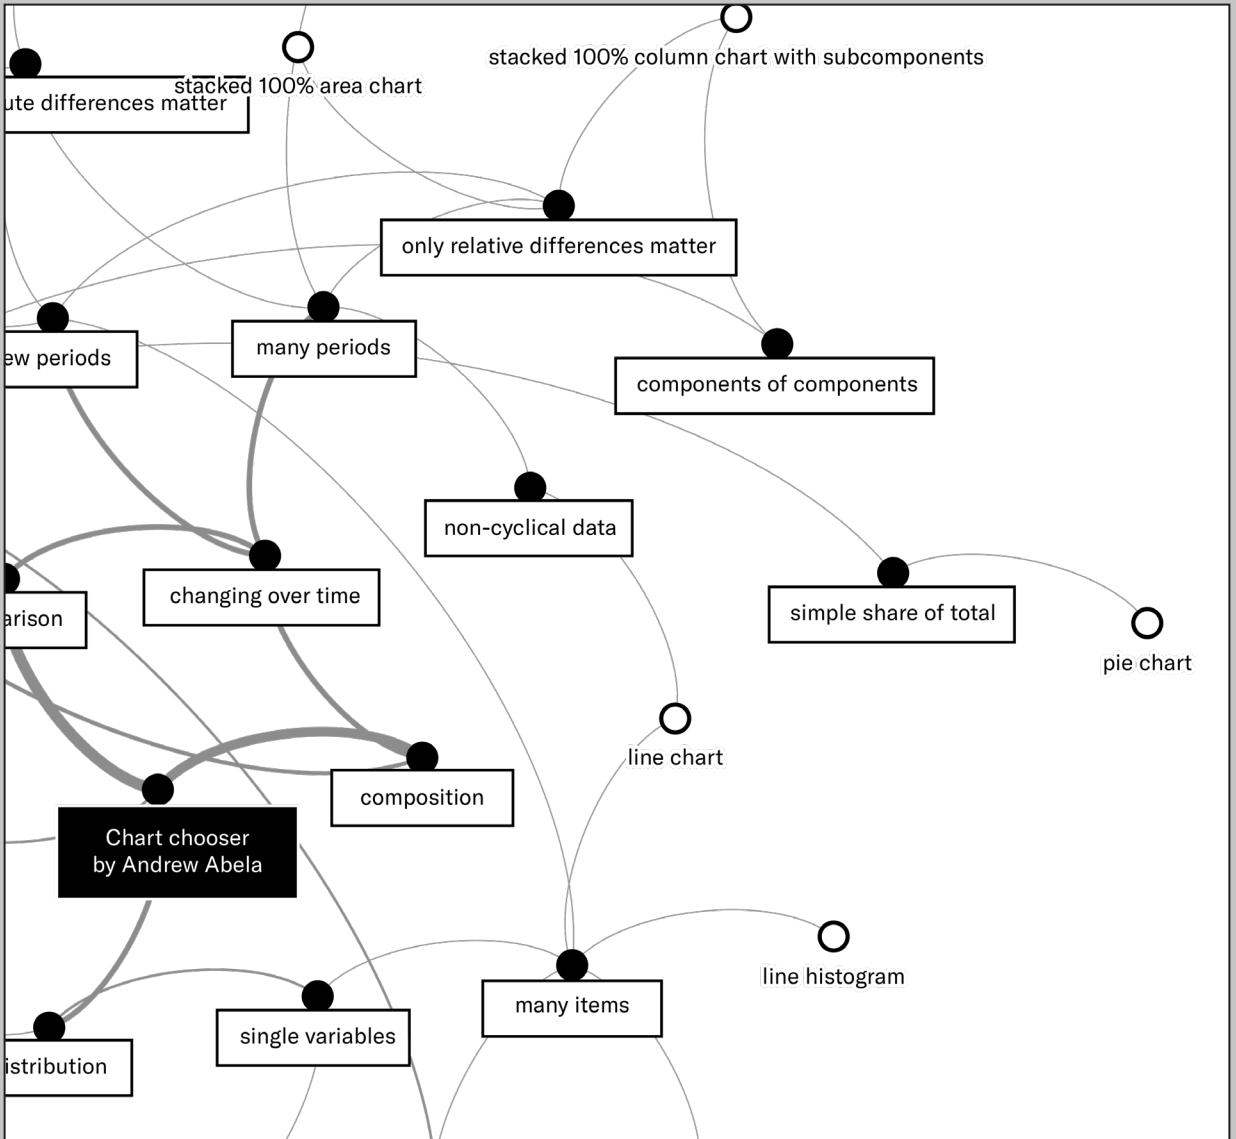 stacked 100% column chart with subcomponents
stacked 100% area chart
ute differences matter
only relative differences matter
many periods
ew periods
components of components
non-cyclical data
changing over time
simple share of total
arison
pie chart
line chart
composition
Chart chooser
by Andrew Abela
line histogram
many items
single variables
istribution